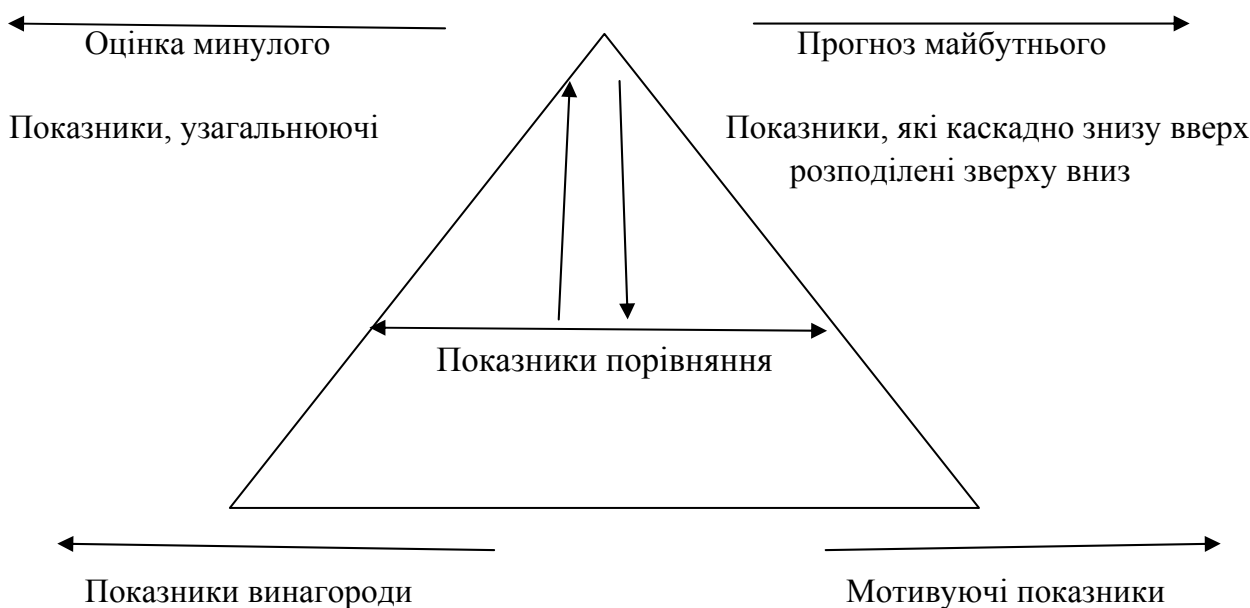 Оцінка минулого
Прогноз майбутнього
Показники, узагальнюючі
Показники, які каскадно знизу вверх
розподілені зверху вниз
Показники порівняння
Показники винагороди
Мотивуючі показники